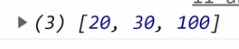 ▶(3) [20, 30, 100]